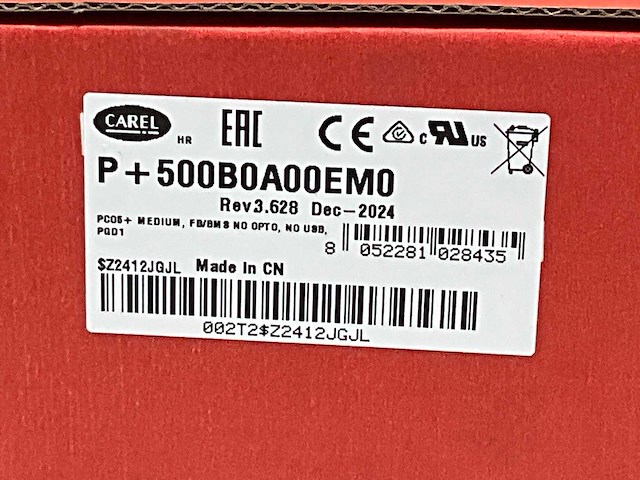 CAREL HR EAC CE c RU US
P+500B0A00EM0
Rev3.628 Dec-2024
PCO5+ MEDIUM, FB/BMS NO OPTO, NO USB,
PGD1
8 052281 028435
$Z2412JGJL Made In CN
002T2$Z2412JGJL